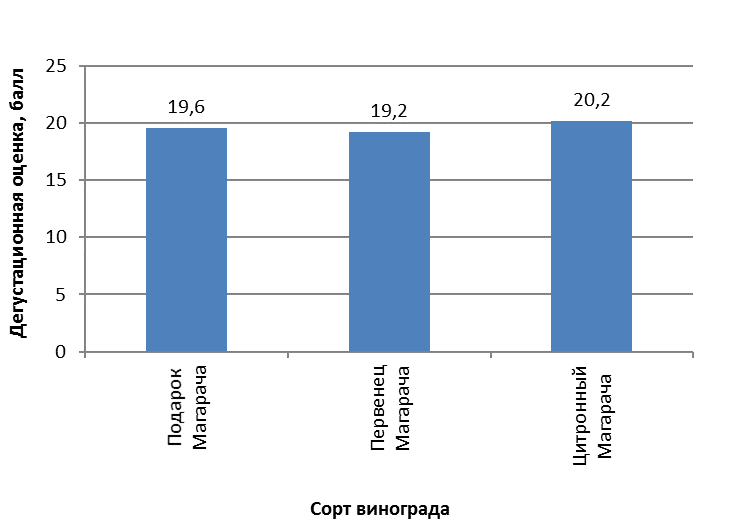 Дегустационная оценка, балл
25
20
15
10
5
0
19,6
19,2
20,2
Подарок
Магарача
Первенец
Магарача
Цитронный
Магарача
Сорт винограда